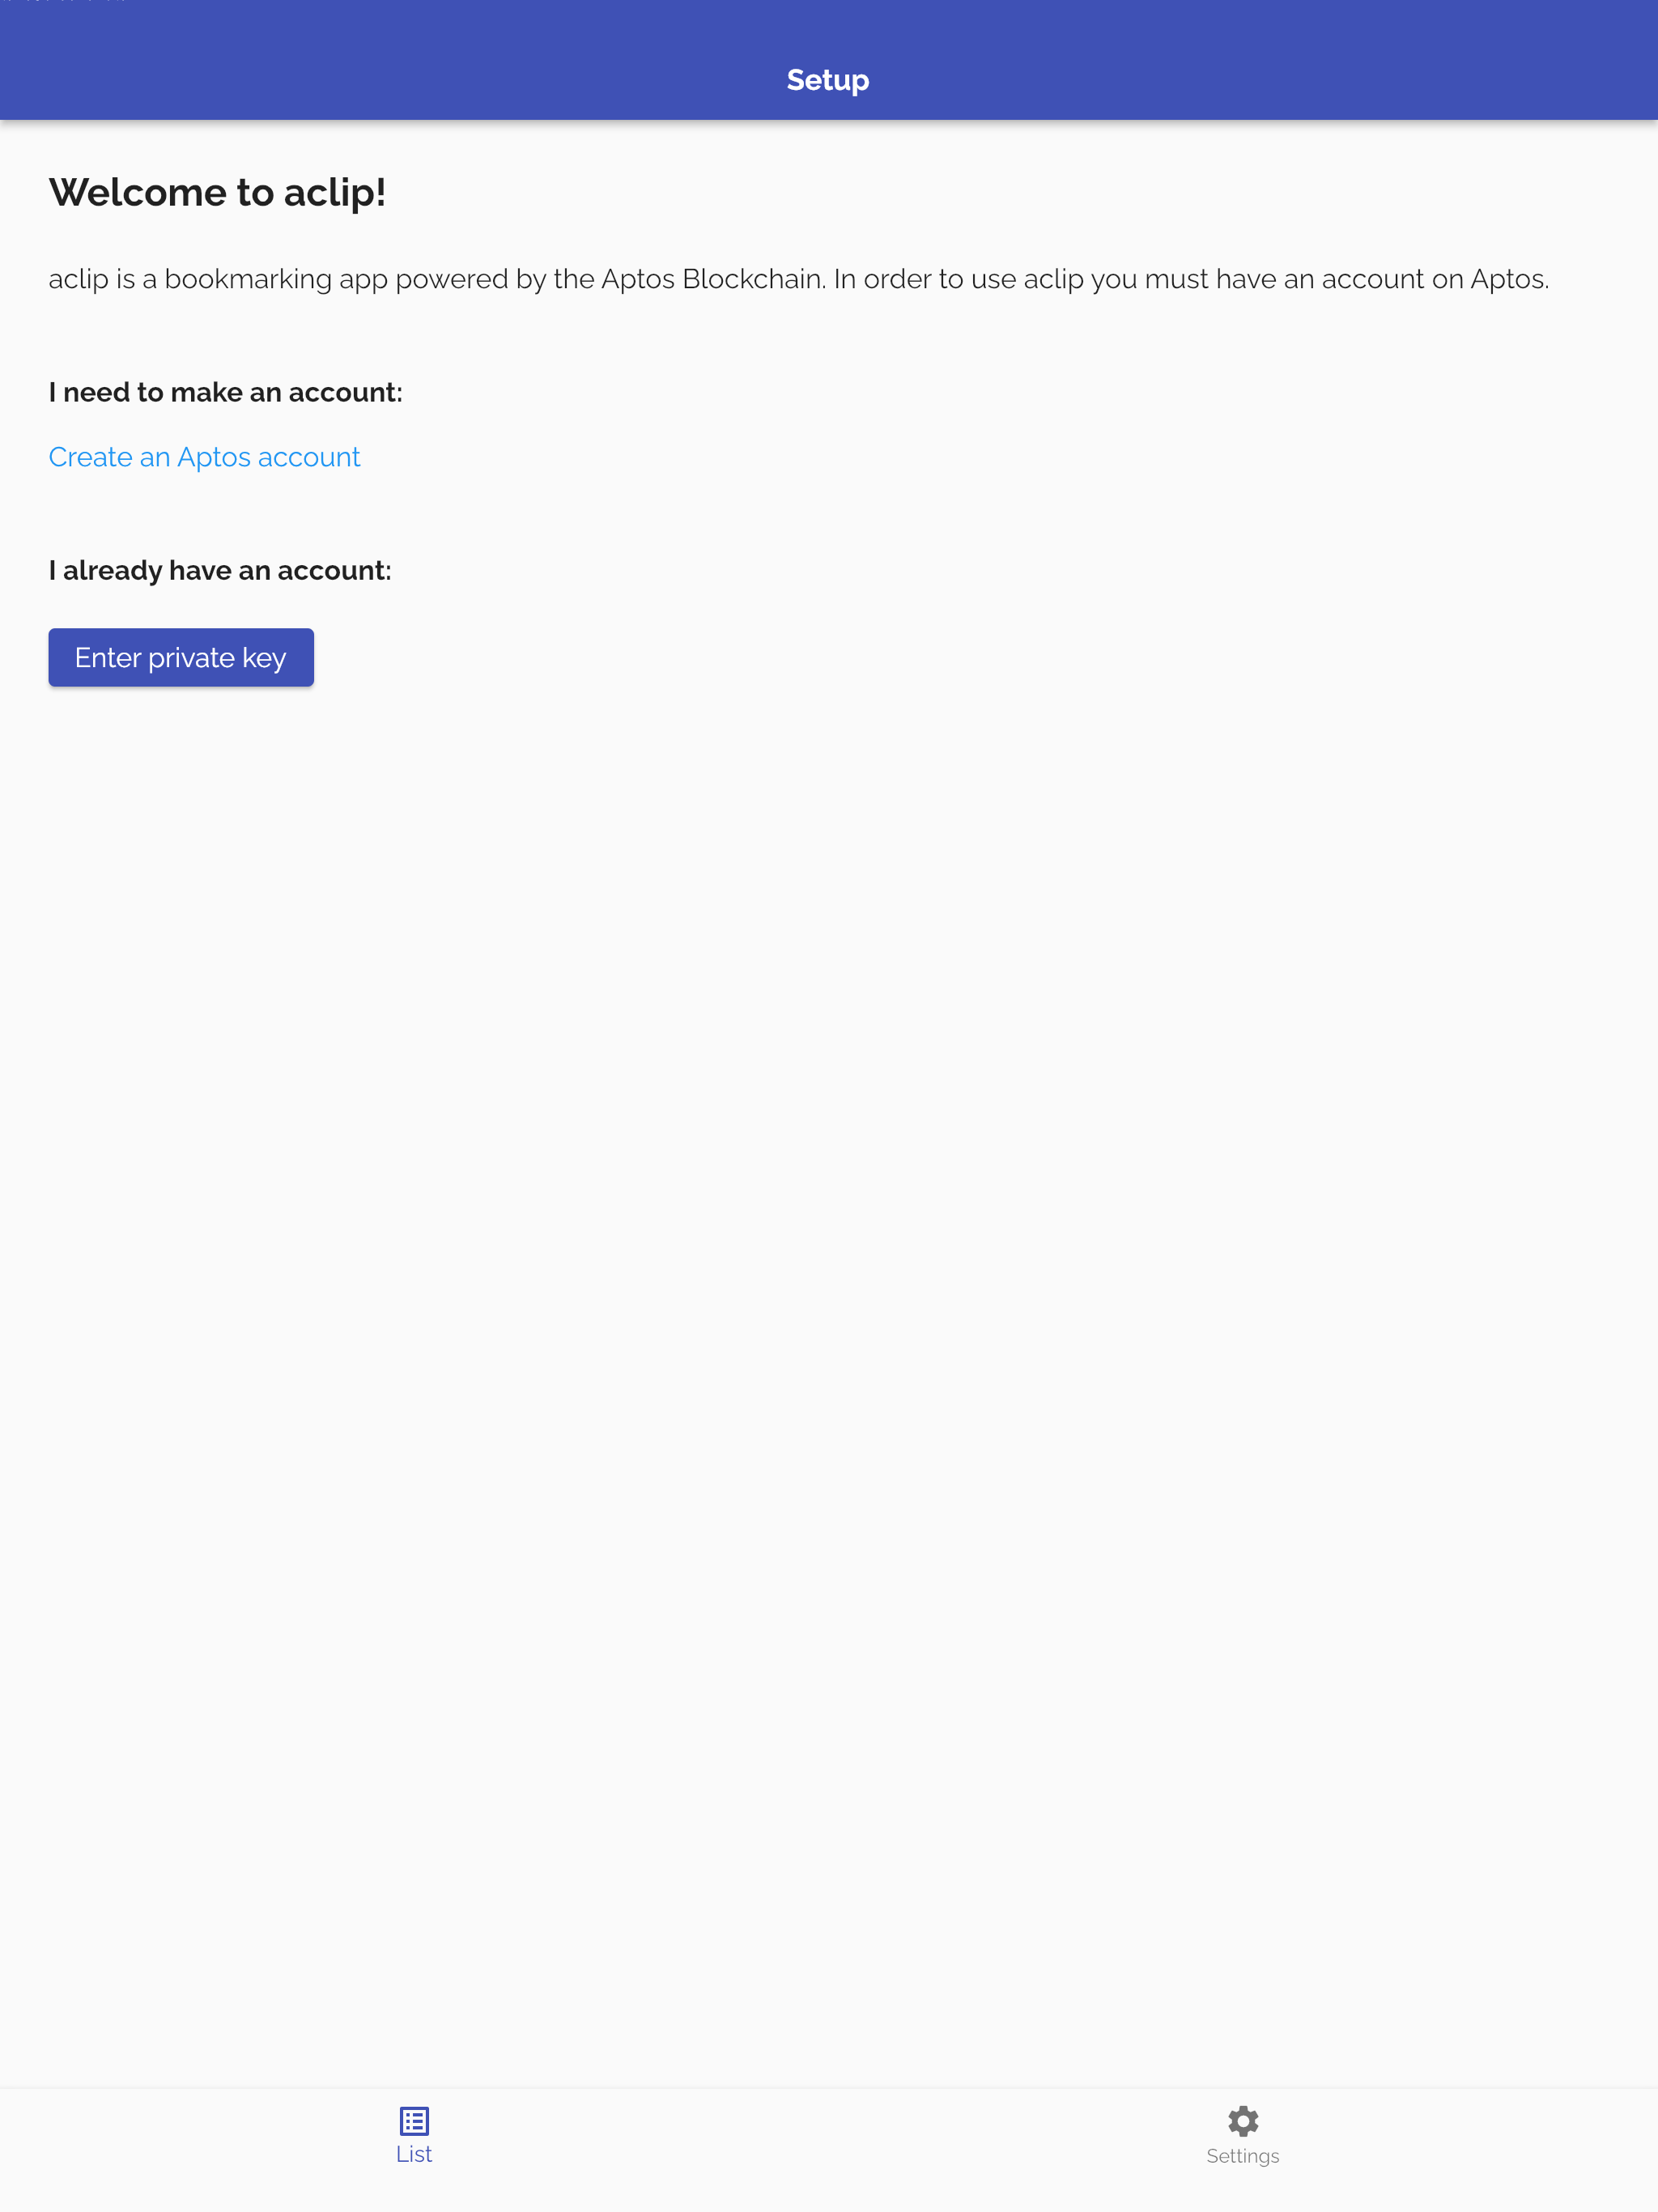 Setup
Welcome to aclip!
aclip is a bookmarking app powered by the Aptos Blockchain. In order to use aclip you must have an account on Aptos.
I need to make an account:
Create an Aptos account
I already have an account:
Enter private key
List
Settings